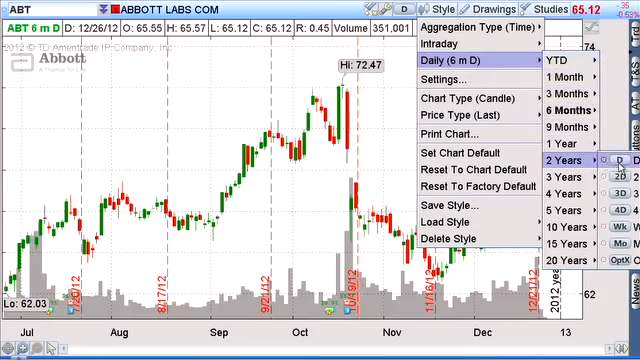 ABT
ABBOTT LABS COM
D
Style
Drawings
Studies
65.12
-.35
-0.53%
ABT 6 m D
D: 12/26/12
O: 65.55
C: 65.12
R: 0.45
Volume
351,001
2012 © TD Ameritrade IP Company, Inc.
Abbott
A Promise for Life
Hi: 72.47
74
Aggregation Type (Time)
Intraday
Daily (6 m D)
Settings...
Chart Type (Candle)
Price Type (Last)
Print Chart...
Set Chart Default
Reset To Chart Default
Reset To Factory Default
Save Style...
Load Style
Delete Style
YTD
1 Month
3 Months
6 Months
9 Months
1 Year
2 Years
3 Years
4 Years
5 Years
10 Years
15 Years
20 Years
D
2D
3D
4D
Wk
Mo
OptX
T&S
News
Lo: 62.03
62
7/20/12
8/17/12
9/21/12
10/19/12
11/16/12
12/21/12
2012 year
Jul
Aug
Sep
Oct
Nov
Dec
13